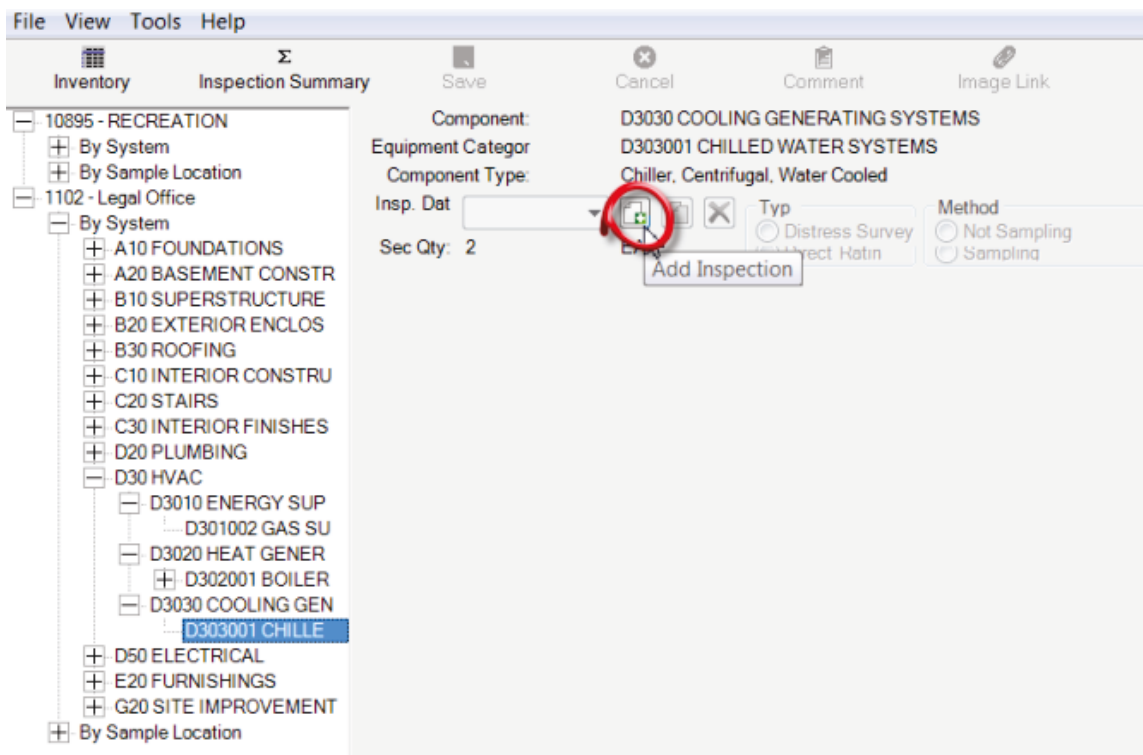 File View Tools Help
Inventory Σ Inspection Summary Save Cancel Comment Image Link
10895 - RECREATION
By System
By Sample Location
1102 - Legal Office
By System
A10 FOUNDATIONS
A20 BASEMENT CONSTR
B10 SUPERSTRUCTURE
B20 EXTERIOR ENCLOS
B30 ROOFING
C10 INTERIOR CONSTRU
C20 STAIRS
C30 INTERIOR FINISHES
D20 PLUMBING
D30 HVAC
D3010 ENERGY SUP
D301002 GAS SU
D3020 HEAT GENER
D302001 BOILER
D3030 COOLING GEN
D303001 CHILLE
D50 ELECTRICAL
E20 FURNISHINGS
G20 SITE IMPROVEMENT
By Sample Location
Component: D3030 COOLING GENERATING SYSTEMS
Equipment Categor D303001 CHILLED WATER SYSTEMS
Component Type: Chiller, Centrifugal, Water Cooled
Insp. Dat
Sec Qty: 2
Add Inspection
Typ
Distress Survey
Ratin
Method
Not Sampling
Sampling